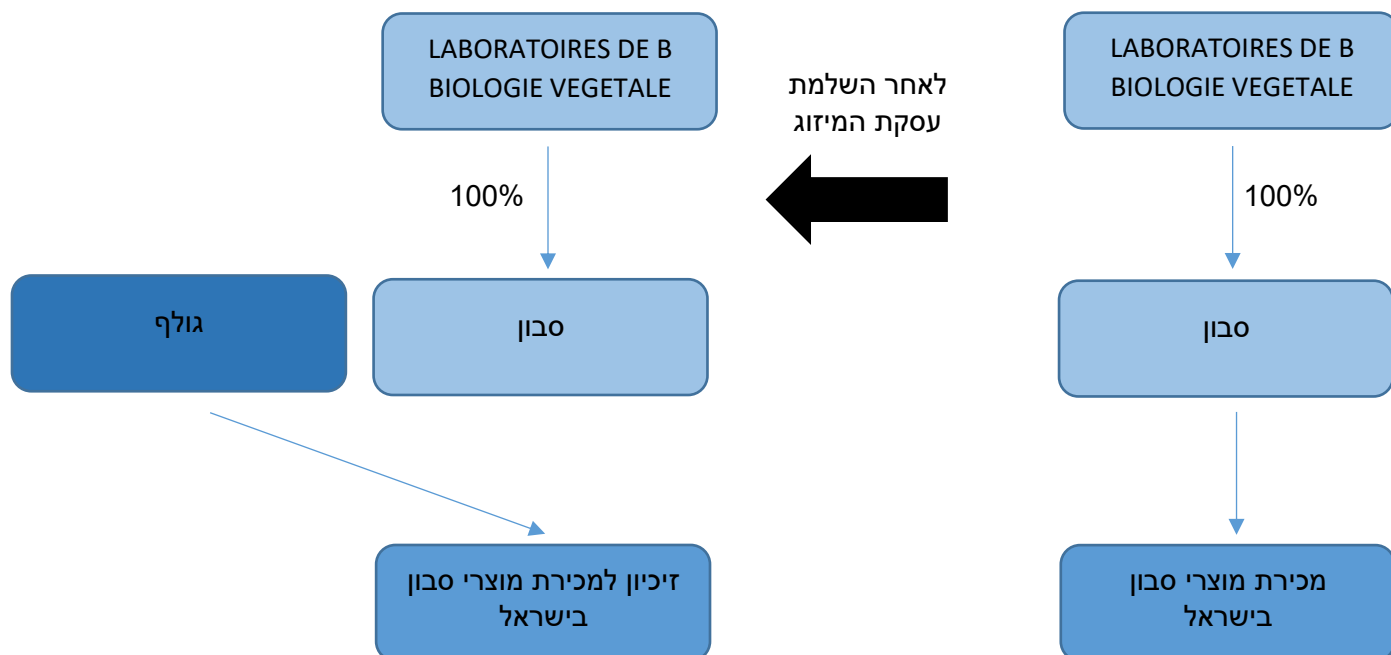 LABORATOIRES DE B
BIOLOGIE VEGETALE
100%
סבון
מכירת מוצרי סבון
בישראל
לאחר השלמת
עסקת המיזוג
LABORATOIRES DE B
BIOLOGIE VEGETALE
100%
סבון
גולף
זיכיון למכירת מוצרי סבון
בישראל